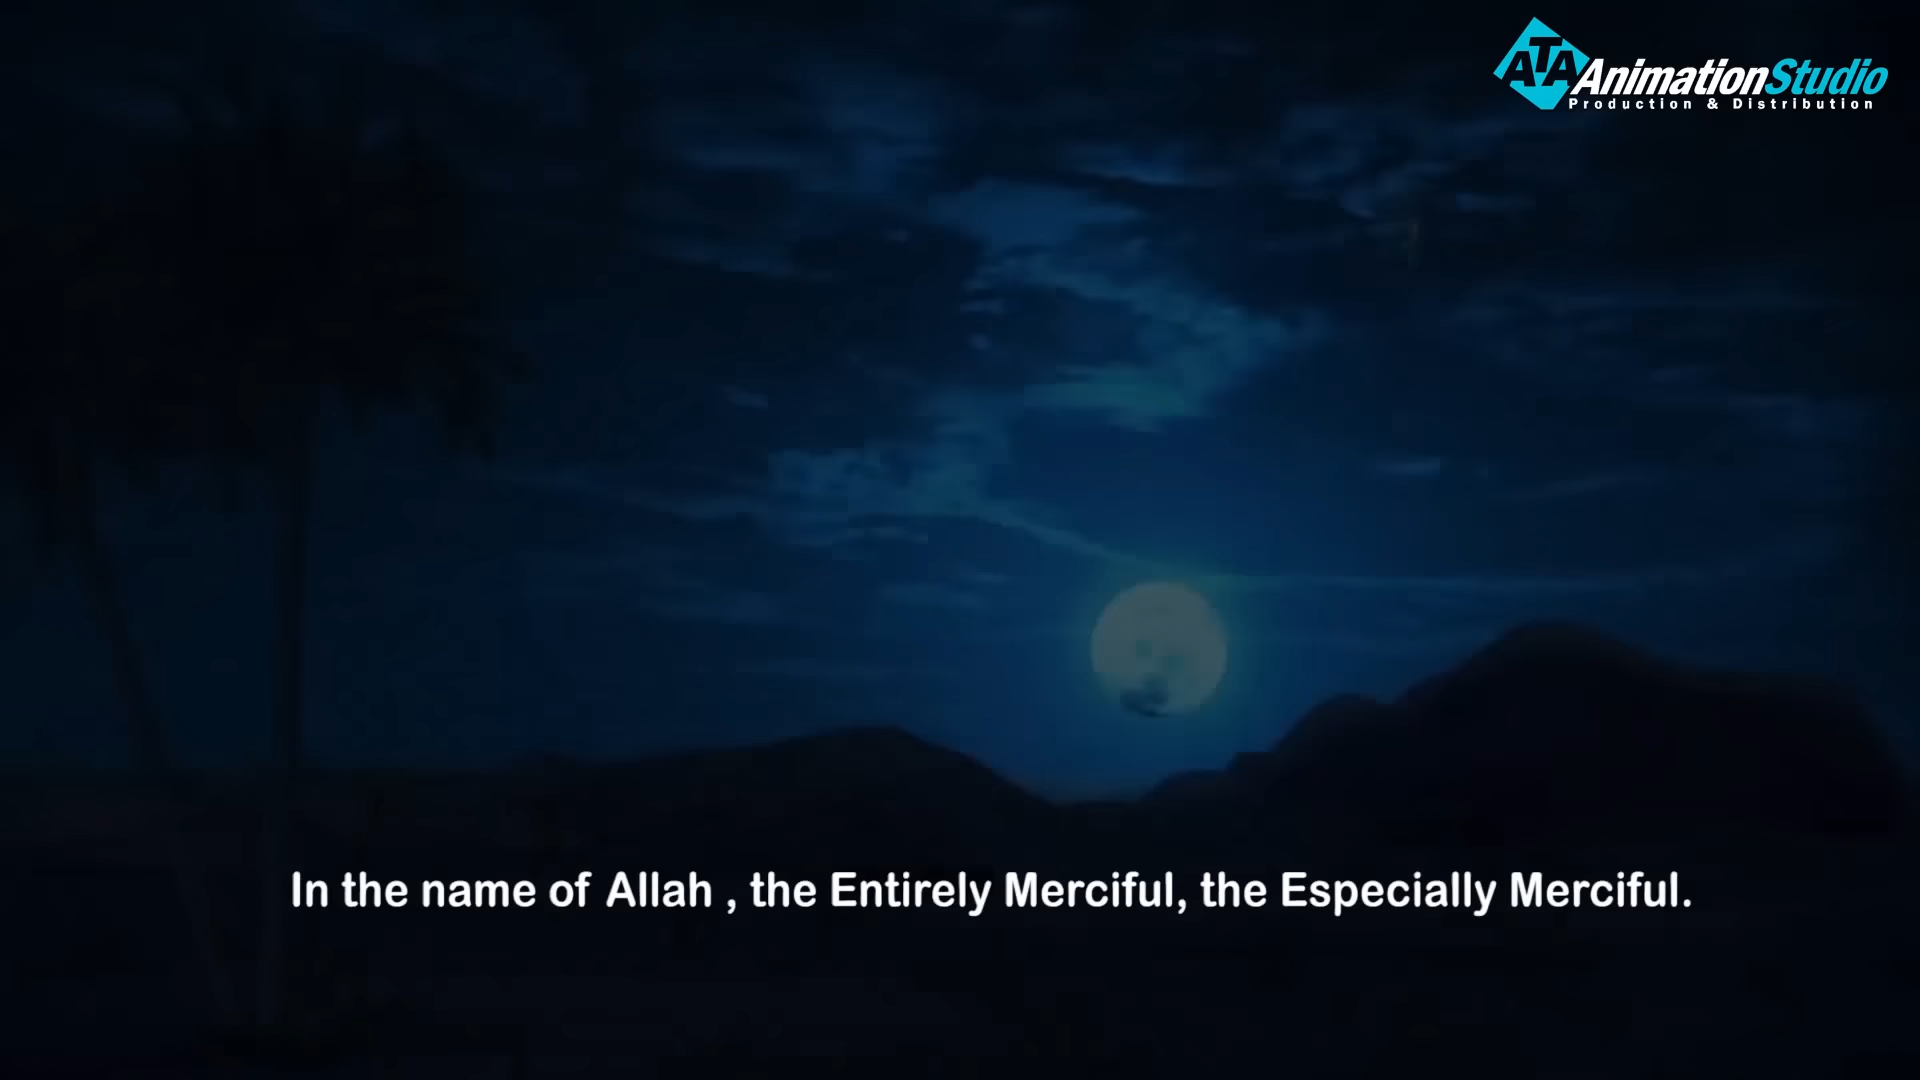 ATA AnimationStudio
Production & Distribution
In the name of Allah , the Entirely Merciful, the Especially Merciful.